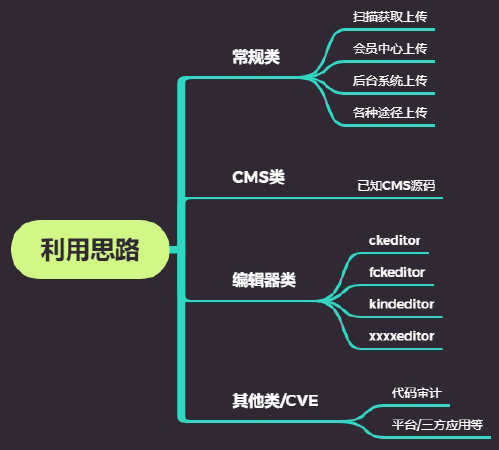 利用思路
常规类
扫描获取上传
会员中心上传
后台系统上传
各种途径上传
CMS类
已知CMS源码
编辑器类
ckeditor
fckeditor
kindeditor
xxxxeditor
其他类/CVE
代码审计
平台/三方应用等